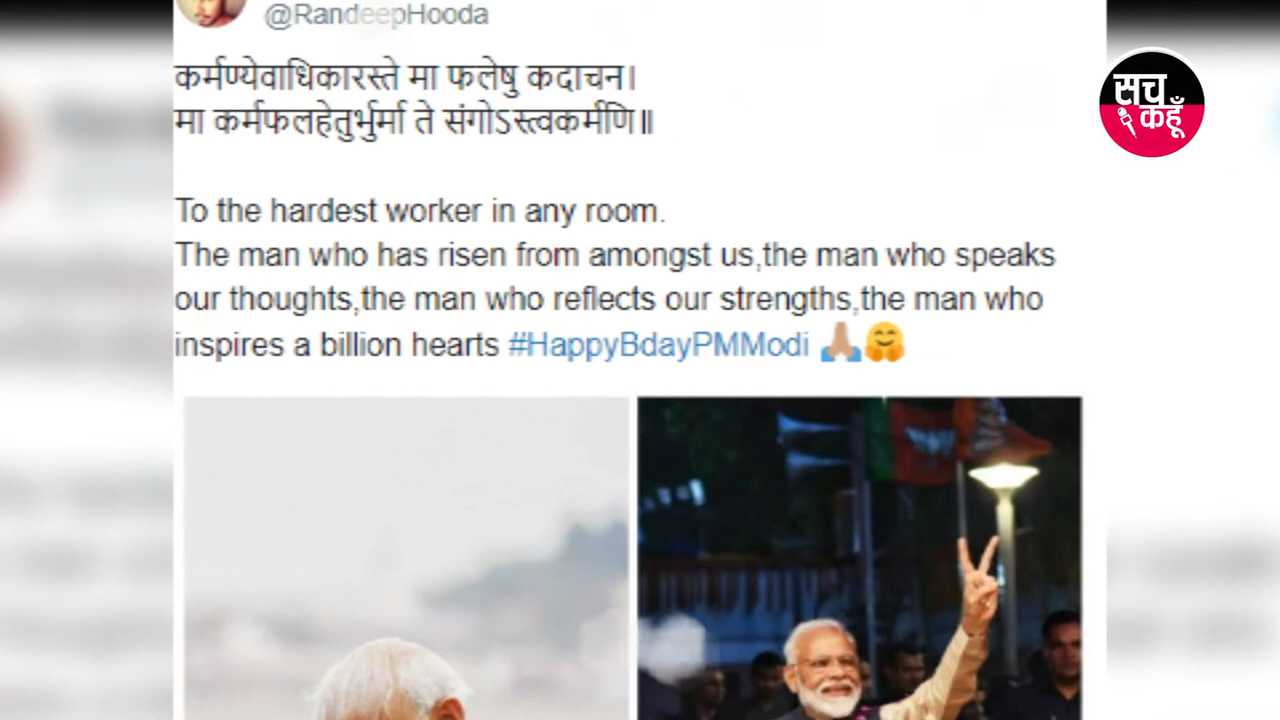 @RandeepHooda
सच
कहूँ
कर्मण्येवाधिकारस्ते मा फलेषु कदाचन।
मा कर्मफलहेतुर्भुर्मा ते संगोऽस्त्वकर्मणि॥
To the hardest worker in any room.
The man who has risen from amongst us,the man who speaks
our thoughts,the man who reflects our strengths,the man who
inspires a billion hearts #HappyBdayPMModi 🙏🏽🤗